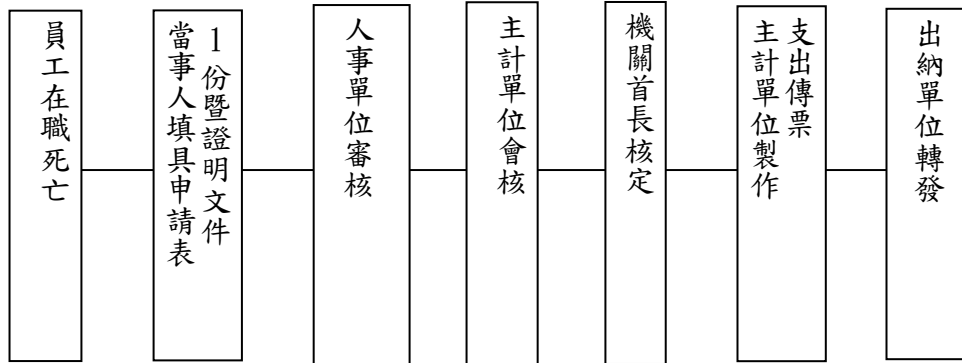 員工在職死亡
當事人填具申請表
1份暨證明文件
人事單位審核
主計單位會核
機關首長核定
主計單位製作
支出傳票
出納單位轉發